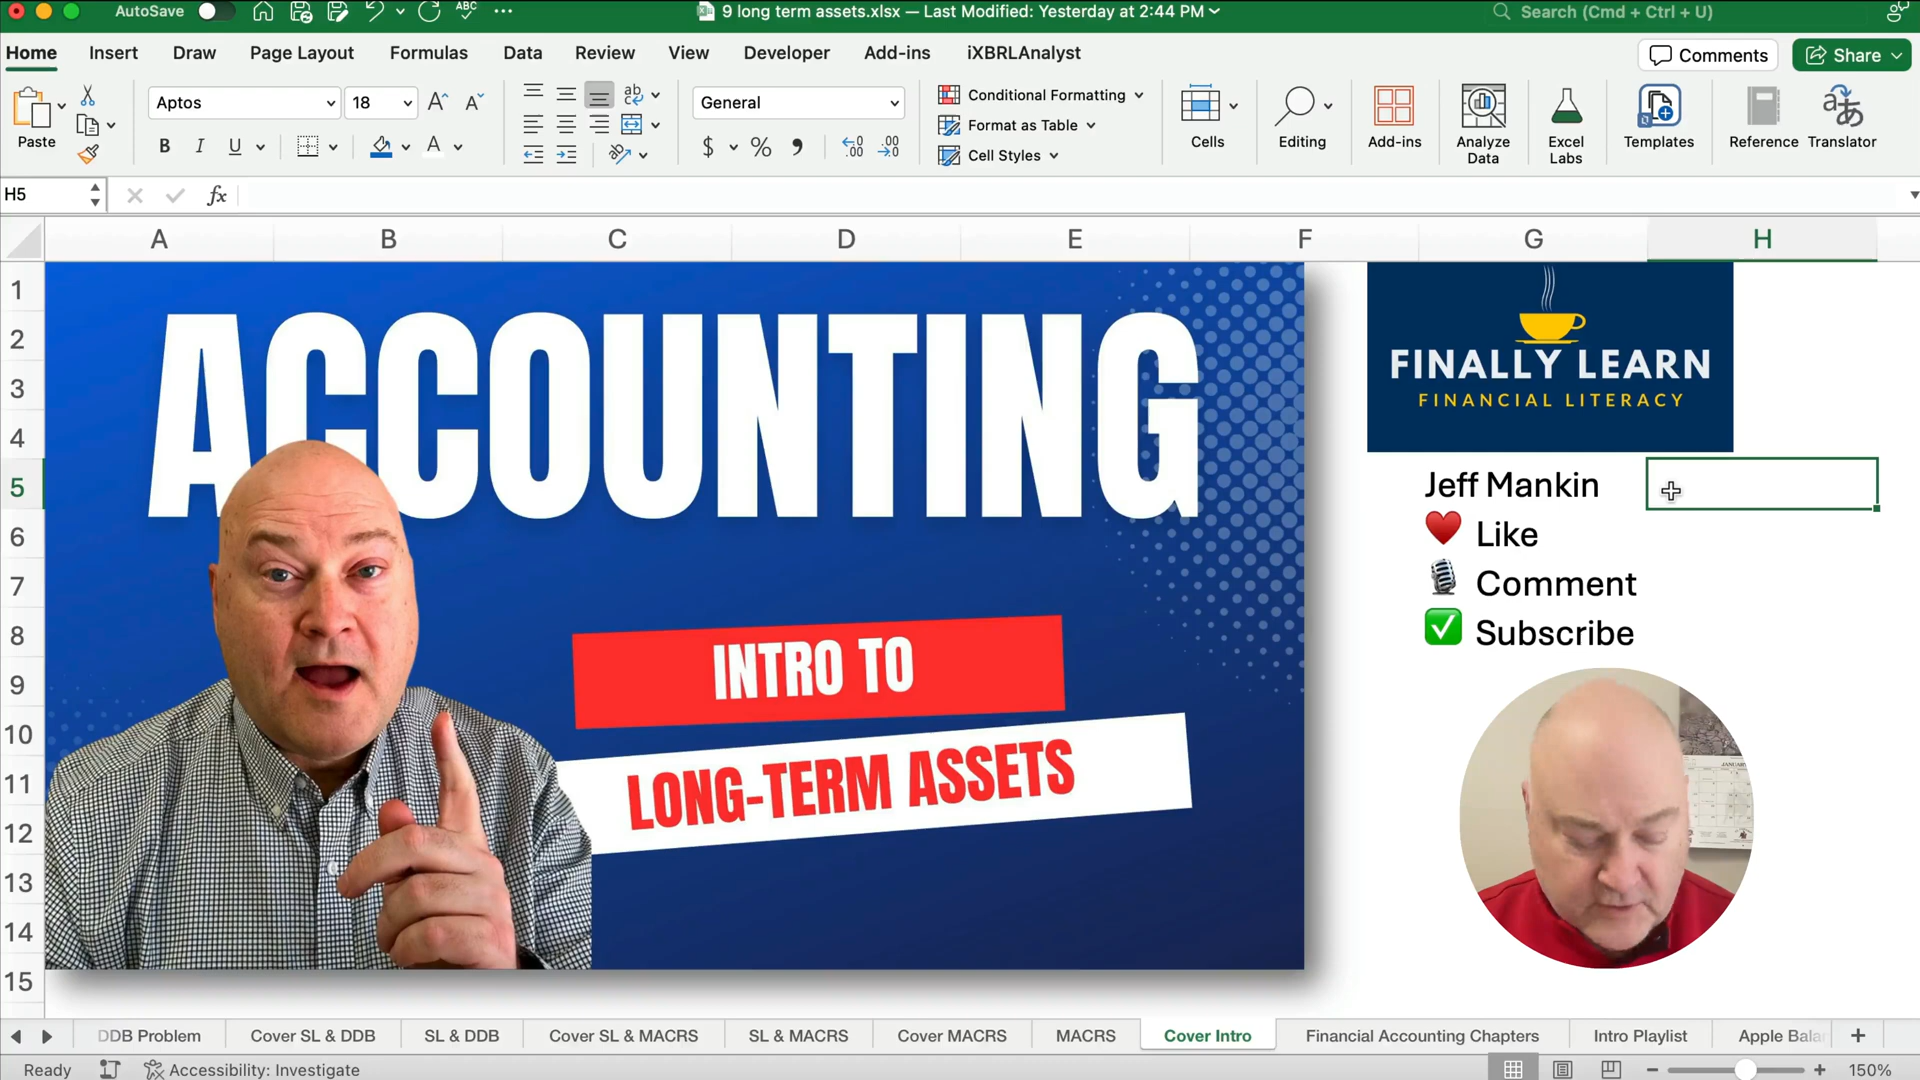 AutoSave
ABC
9 long term assets.xlsx — Last Modified: Yesterday at 2:44 PM
Search (Cmd + Ctrl + U)
Home Insert Draw Page Layout Formulas Data Review View Developer Add-ins iXBRLAnalyst
Comments
Share
Paste
Aptos
18
General
Conditional Formatting
Format as Table
Cell Styles
Cells
Editing
Add-ins
Analyze Data
Excel Labs
Templates
Reference
Translator
H5
fx
A B C D E F G H
1
2
3
4
5
6
7
8
9
10
11
12
13
14
15
ACCOUNTING
INTRO TO
LONG-TERM ASSETS
FINALLY LEARN
FINANCIAL LITERACY
Jeff Mankin
Like
Comment
Subscribe
DDB Problem Cover SL & DDB SL & DDB Cover SL & MACRS SL & MACRS Cover MACRS MACRS Cover Intro Financial Accounting Chapters Intro Playlist Apple Bala
Ready
Accessibility: Investigate
150%